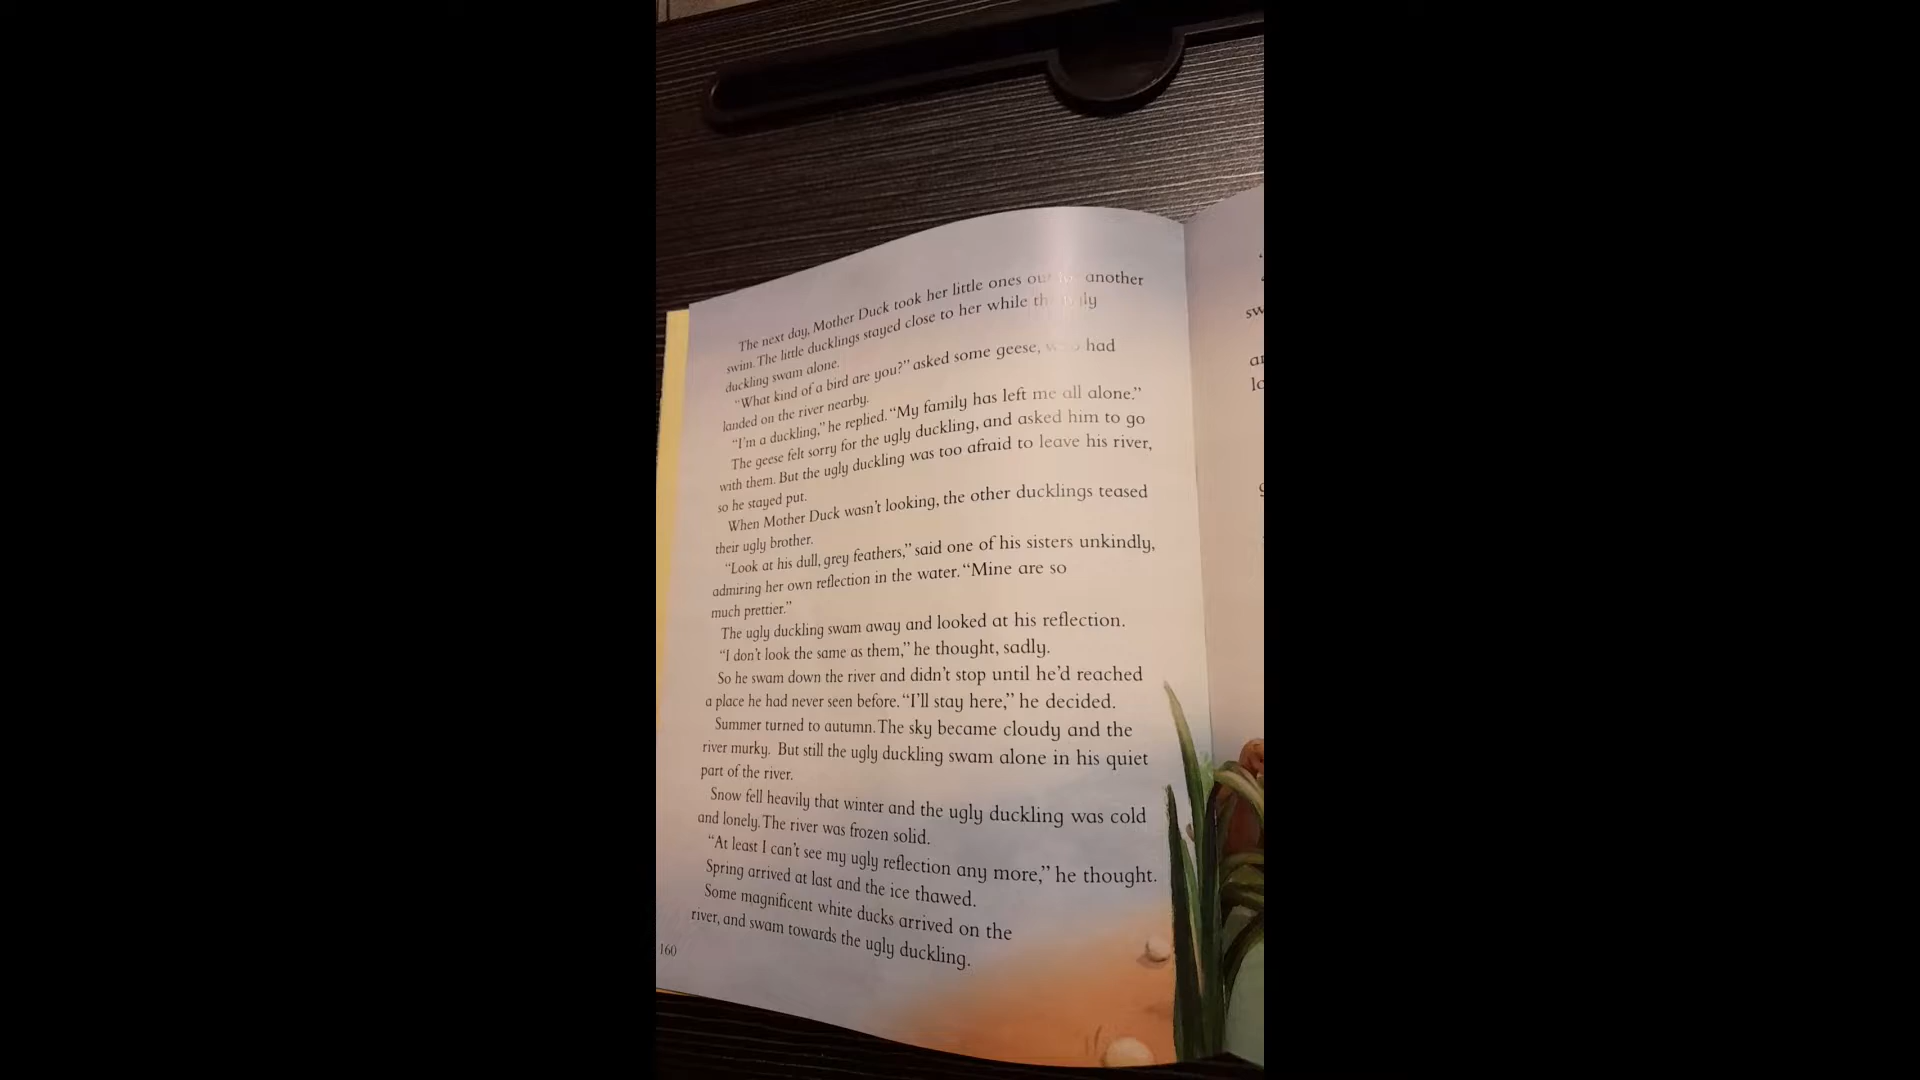 The next day, Mother Duck took her little ones out for another
swim. The little ducklings stayed close to her while the ugly
duckling swam alone.
“What kind of a bird are you?” asked some geese, who had
landed on the river nearby.
“I’m a duckling,” he replied. “My family has left me all alone.”
The geese felt sorry for the ugly duckling, and asked him to go
with them. But the ugly duckling was too afraid to leave his river,
so he stayed put.
When Mother Duck wasn’t looking, the other ducklings teased
their ugly brother.
“Look at his dull, grey feathers,” said one of his sisters unkindly,
admiring her own reflection in the water. “Mine are so
much prettier.”
The ugly duckling swam away and looked at his reflection.
“I don’t look the same as them,” he thought, sadly.
So he swam down the river and didn’t stop until he’d reached
a place he had never seen before. “I’ll stay here,” he decided.
Summer turned to autumn. The sky became cloudy and the
river murky. But still the ugly duckling swam alone in his quiet
part of the river.
Snow fell heavily that winter and the ugly duckling was cold
and lonely. The river was frozen solid.
“At least I can’t see my ugly reflection any more,” he thought.
Spring arrived at last and the ice thawed.
Some magnificent white ducks arrived on the
river, and swam towards the ugly duckling.
160